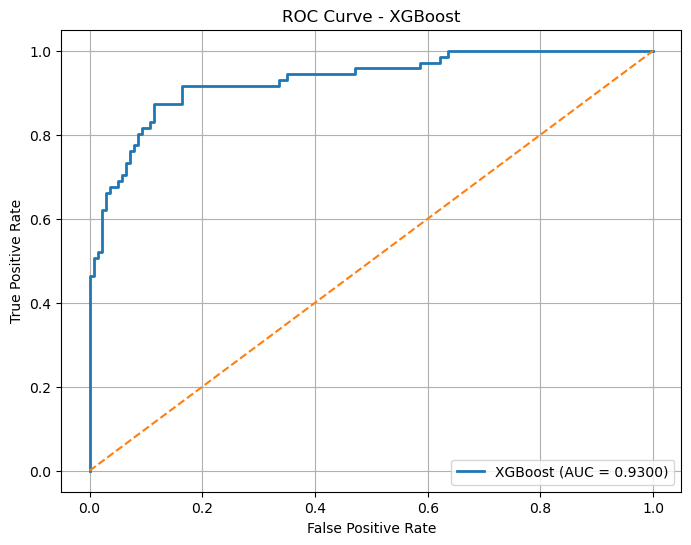 ROC Curve - XGBoost
True Positive Rate
1.0
0.8
0.6
0.4
0.2
0.0
XGBoost (AUC = 0.9300)
0.0 0.2 0.4 0.6 0.8 1.0
False Positive Rate